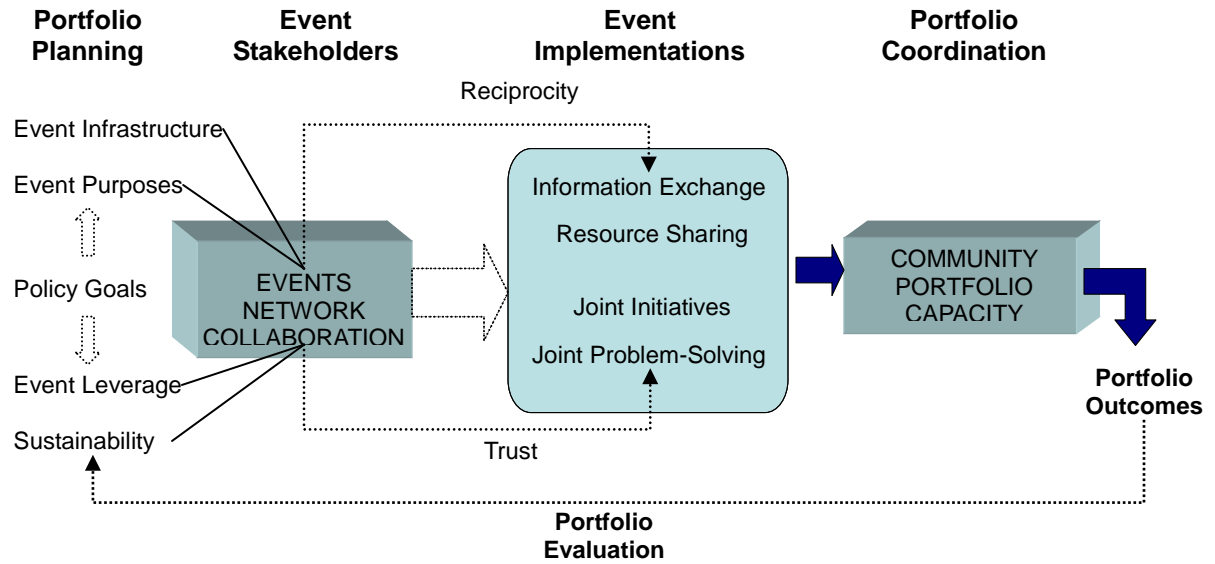 Portfolio
Planning
Event
Stakeholders
Event
Implementations
Portfolio
Coordination
Reciprocity
Event Infrastructure
Event Purposes
Policy Goals
Event Leverage
Sustainability
EVENTS
NETWORK
COLLABORATION
Information Exchange
Resource Sharing
Joint Initiatives
Joint Problem-Solving
COMMUNITY
PORTFOLIO
CAPACITY
Portfolio
Outcomes
Trust
Portfolio
Evaluation